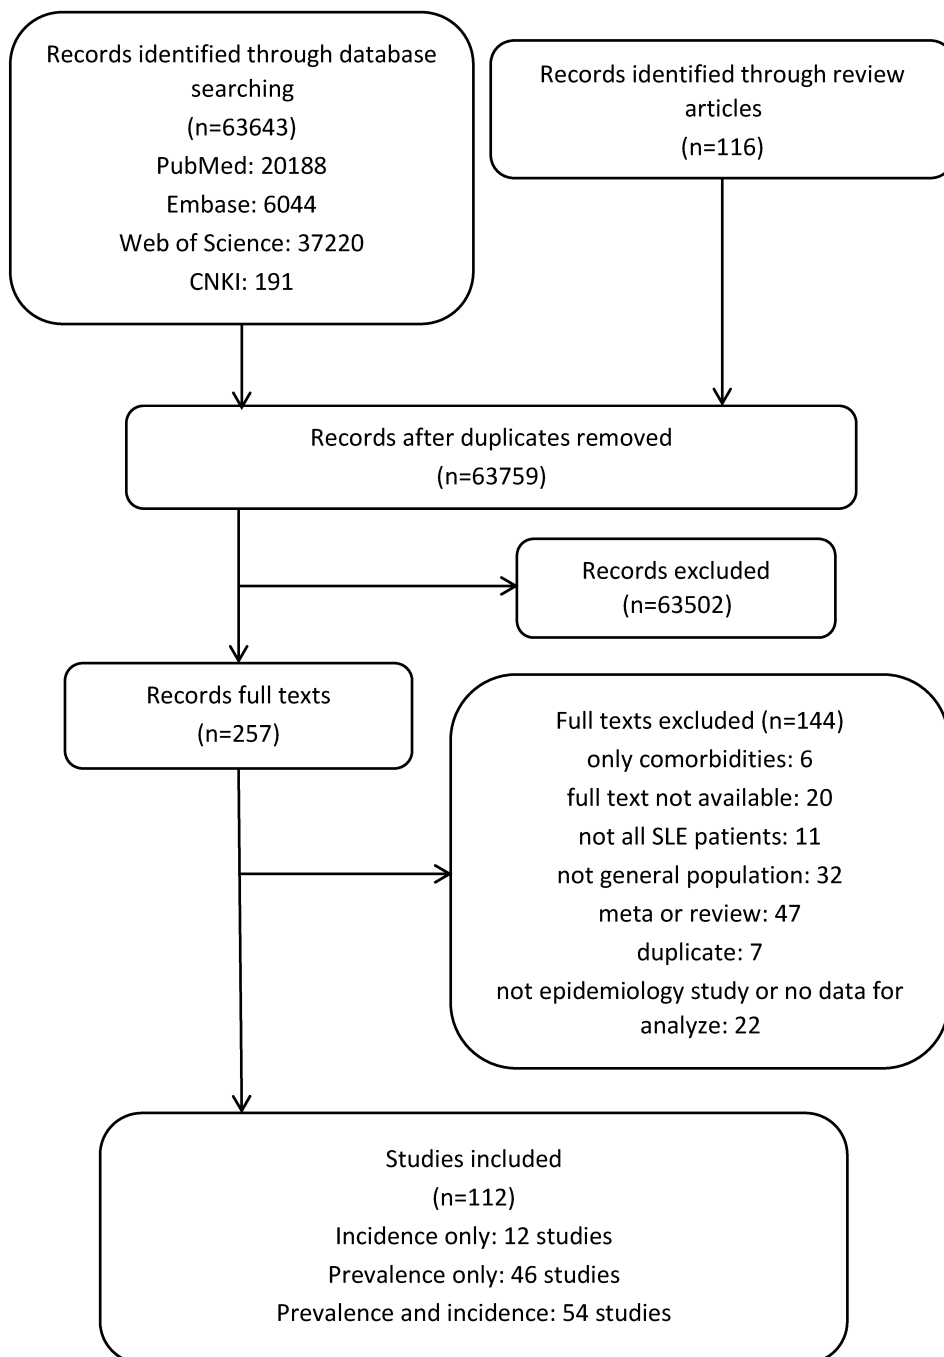 Records identified through database
searching
(n=63643)
PubMed: 20188
Embase: 6044
Web of Science: 37220
CNKI: 191
Records identified through review
articles
(n=116)
Records after duplicates removed
(n=63759)
Records excluded
(n=63502)
Records full texts
(n=257)
Full texts excluded (n=144)
only comorbidities: 6
full text not available: 20
not all SLE patients: 11
not general population: 32
meta or review: 47
duplicate: 7
not epidemiology study or no data for
analyze: 22
Studies included
(n=112)
Incidence only: 12 studies
Prevalence only: 46 studies
Prevalence and incidence: 54 studies